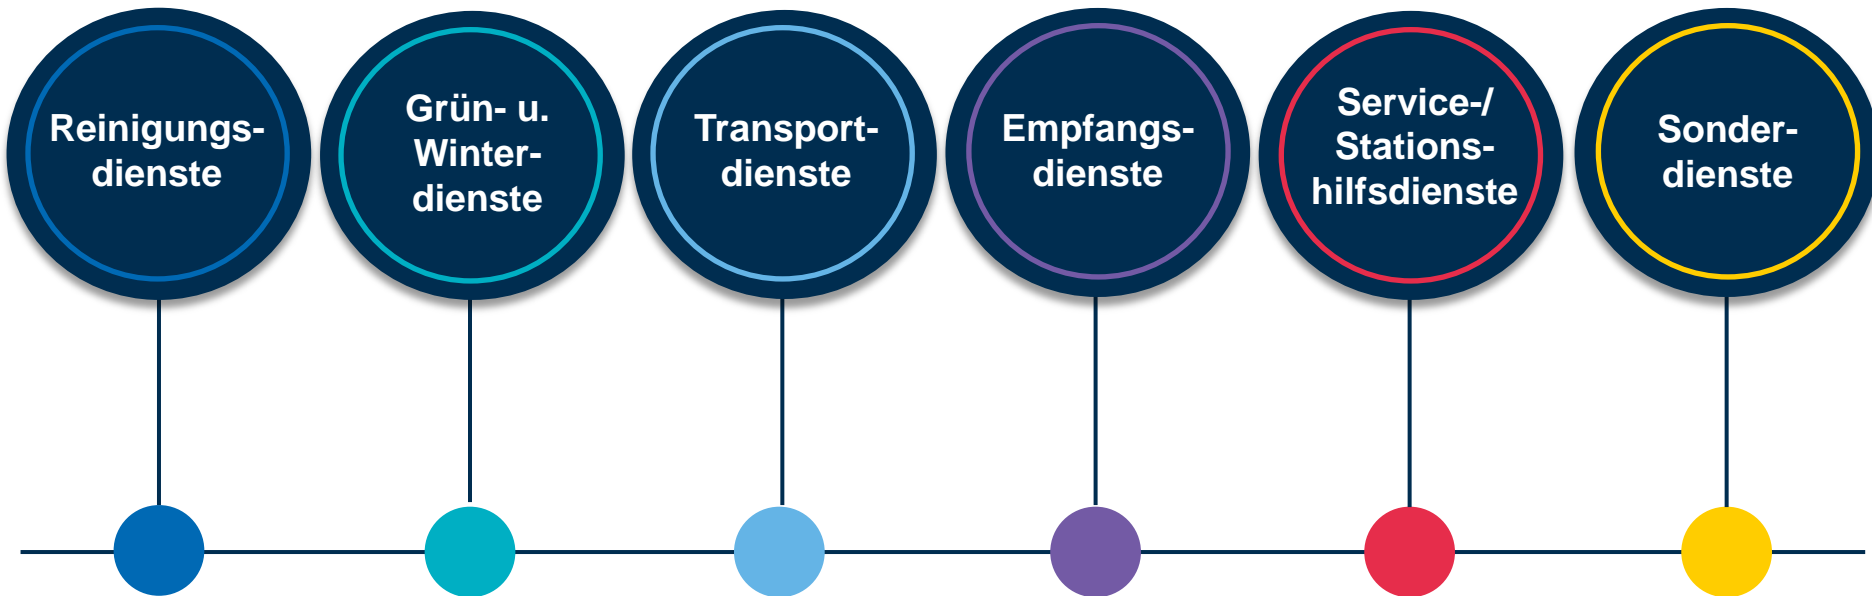 Reinigungs-
dienste
Grün- u.
Winter-
dienste
Transport-
dienste
Empfangs-
dienste
Service-/
Stations-
hilfsdienste
Sonder-
dienste